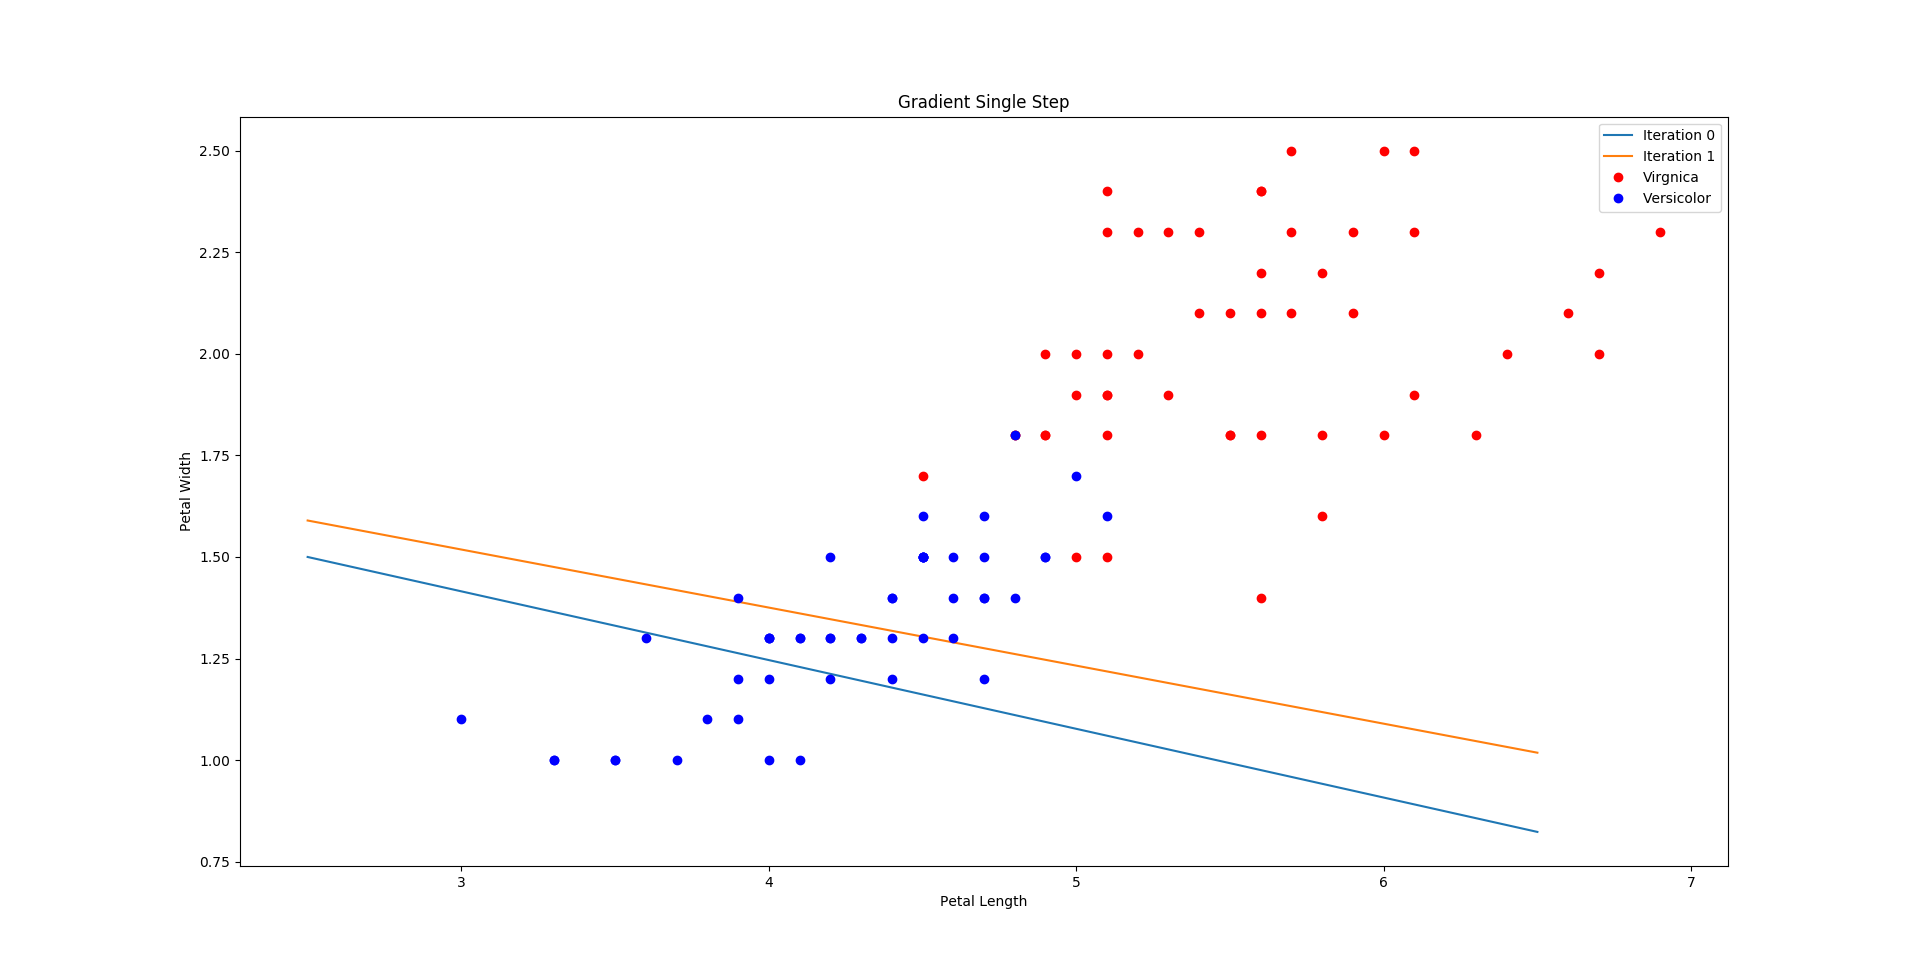 Gradient Single Step
Iteration 0
Iteration 1
Virgnica
Versicolor
2.50
2.25
2.00
1.75
1.50
1.25
1.00
0.75
Petal Width
3 4 5 6 7
Petal Length